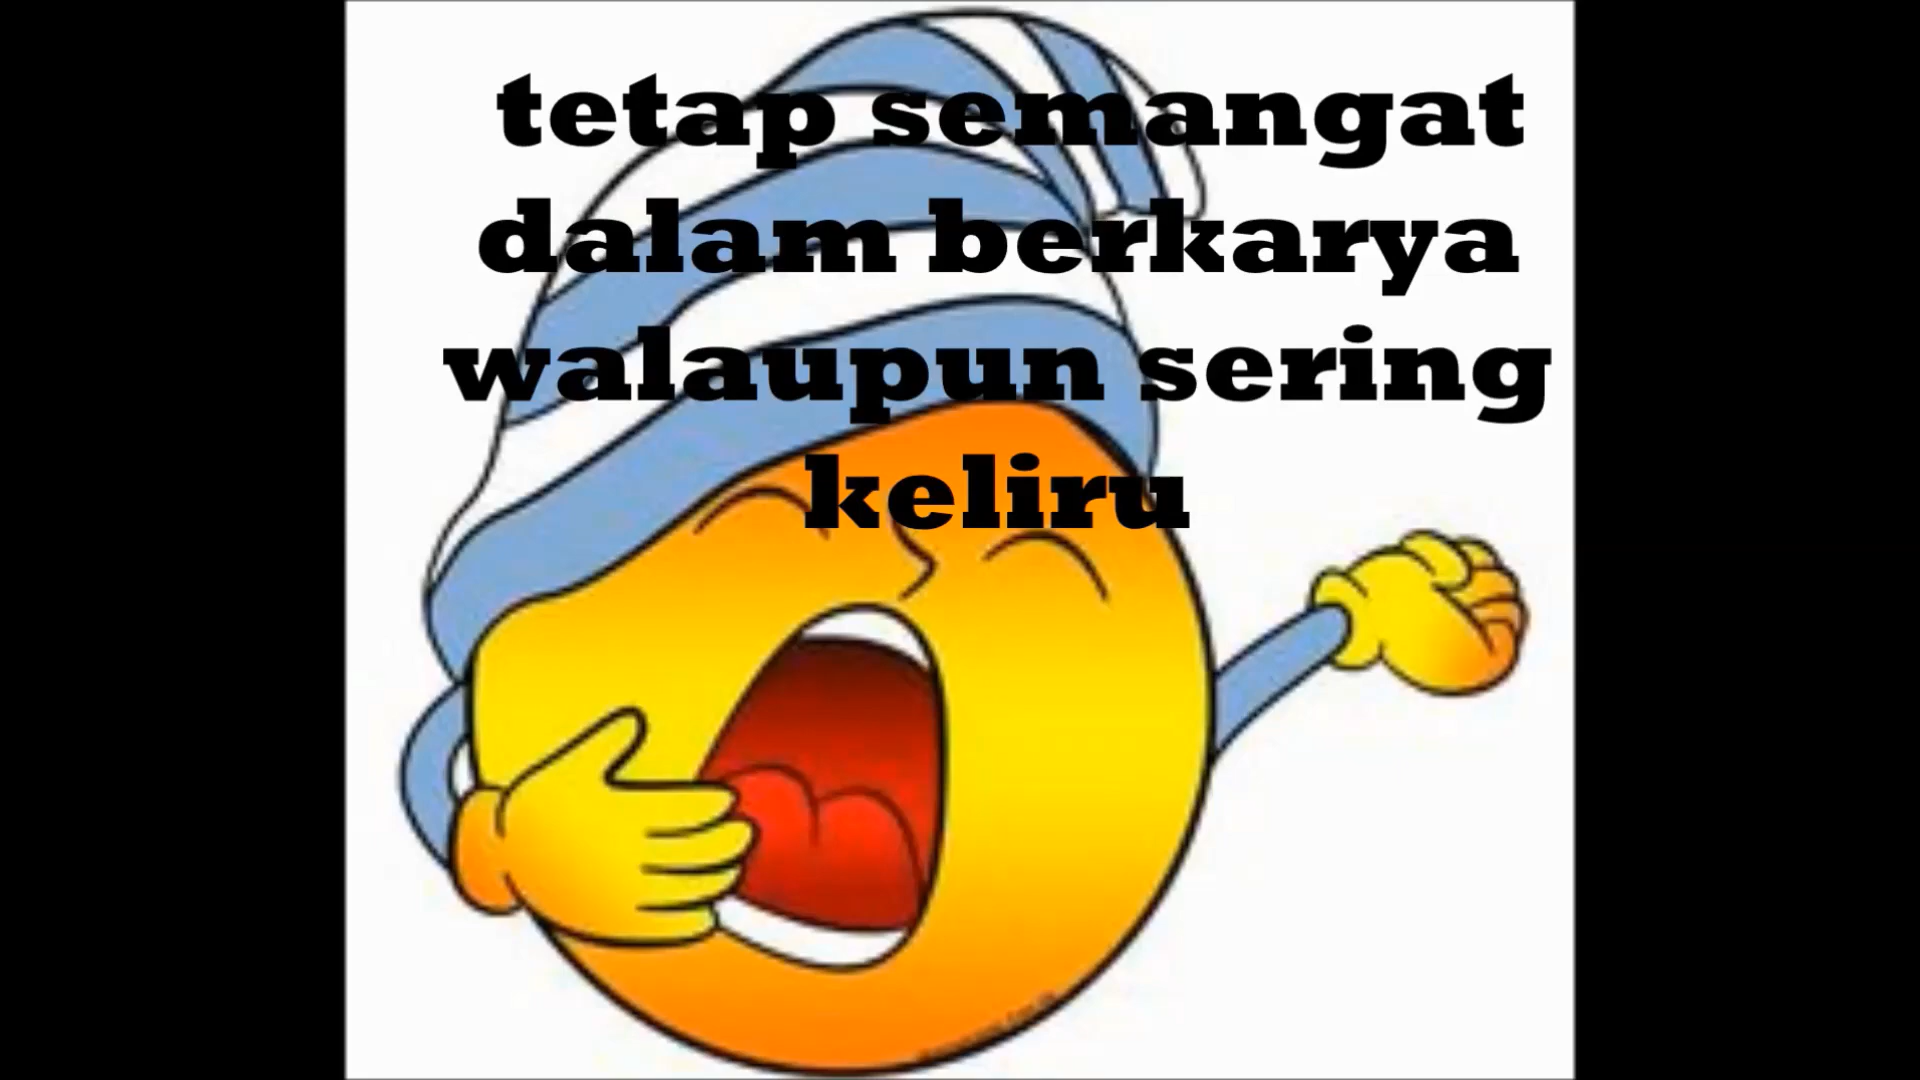 tetap semangat
dalam berkarya
walaupun sering
keliru